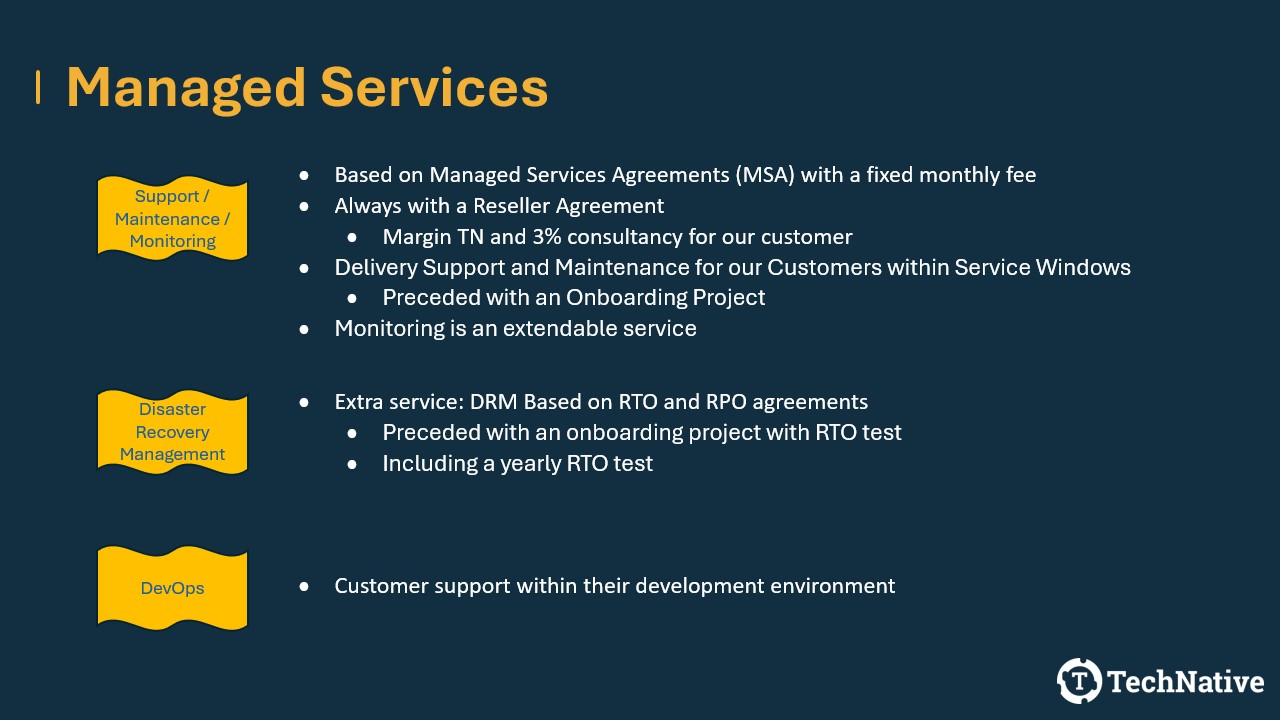 Managed Services
Support /
Maintenance /
Monitoring
● Based on Managed Services Agreements (MSA) with a fixed monthly fee
● Always with a Reseller Agreement
● Margin TN and 3% consultancy for our customer
● Delivery Support and Maintenance for our Customers within Service Windows
● Preceded with an Onboarding Project
● Monitoring is an extendable service
Disaster
Recovery
Management
● Extra service: DRM Based on RTO and RPO agreements
● Preceded with an onboarding project with RTO test
● Including a yearly RTO test
DevOps
● Customer support within their development environment
T TechNative